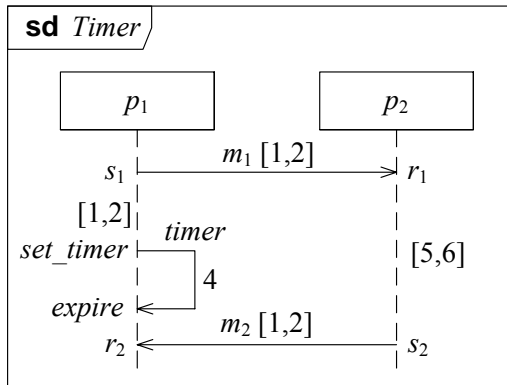 sd Timer
p₁ p₂
m₁ [1,2]
s₁ r₁
[1,2]
timer
set_timer [5,6]
4
expire
m₂ [1,2]
r₂ s₂